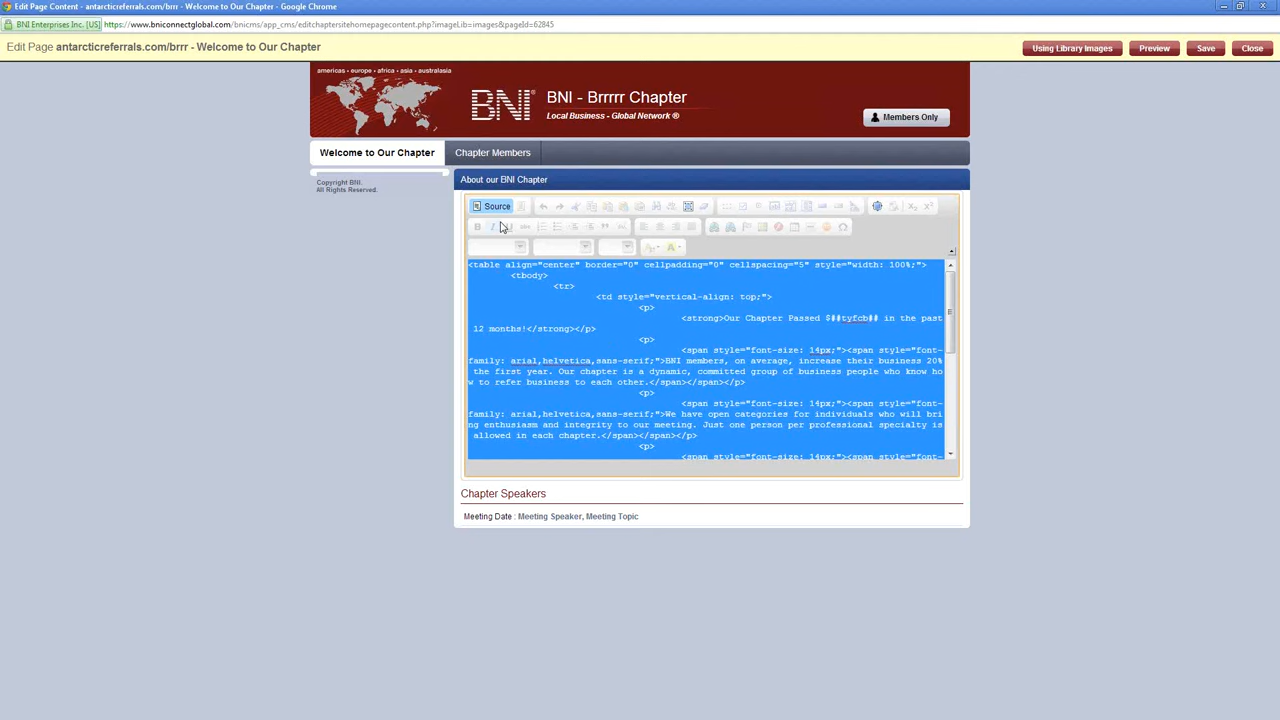 Edit Page Content - antarcticreferrals.com/brrr - Welcome to Our Chapter - Google Chrome
BNI Enterprises Inc. [US]
https://www.bniconnectglobal.com/bnicms/app_cms/editchaptersitehomepagecontent.php?imageLib=images&pageId=62845
Edit Page antarcticreferrals.com/brrr - Welcome to Our Chapter
Using Library Images
Preview
Save
Close
americas • europe • africa • asia • australasia
BNI®
BNI - Brrrrr Chapter
Local Business - Global Network ®
Members Only
Welcome to Our Chapter
Chapter Members
Copyright BNI.
All Rights Reserved.
About our BNI Chapter
Source
<table align="center" border="0" cellpadding="0" cellspacing="5" style="width: 100%;">
<tbody>
<tr>
<td style="vertical-align: top;">
<p>
<strong>Our Chapter Passed $##tyfcb## in the past
12 months!</strong></p>
<p>
<span style="font-size: 14px;"><span style="font-
family: arial,helvetica,sans-serif;">BNI members, on average, increase their business 20%
the first year. Our chapter is a dynamic, committed group of business people who know ho
w to refer business to each other.</span></span></p>
<p>
<span style="font-size: 14px;"><span style="font-
family: arial,helvetica,sans-serif;">We have open categories for individuals who will bri
ng enthusiasm and integrity to our meeting. Just one person per professional specialty is
allowed in each chapter.</span></span></p>
<p>
<span style="font-size: 14px;"><span style="font-
Chapter Speakers
Meeting Date : Meeting Speaker, Meeting Topic